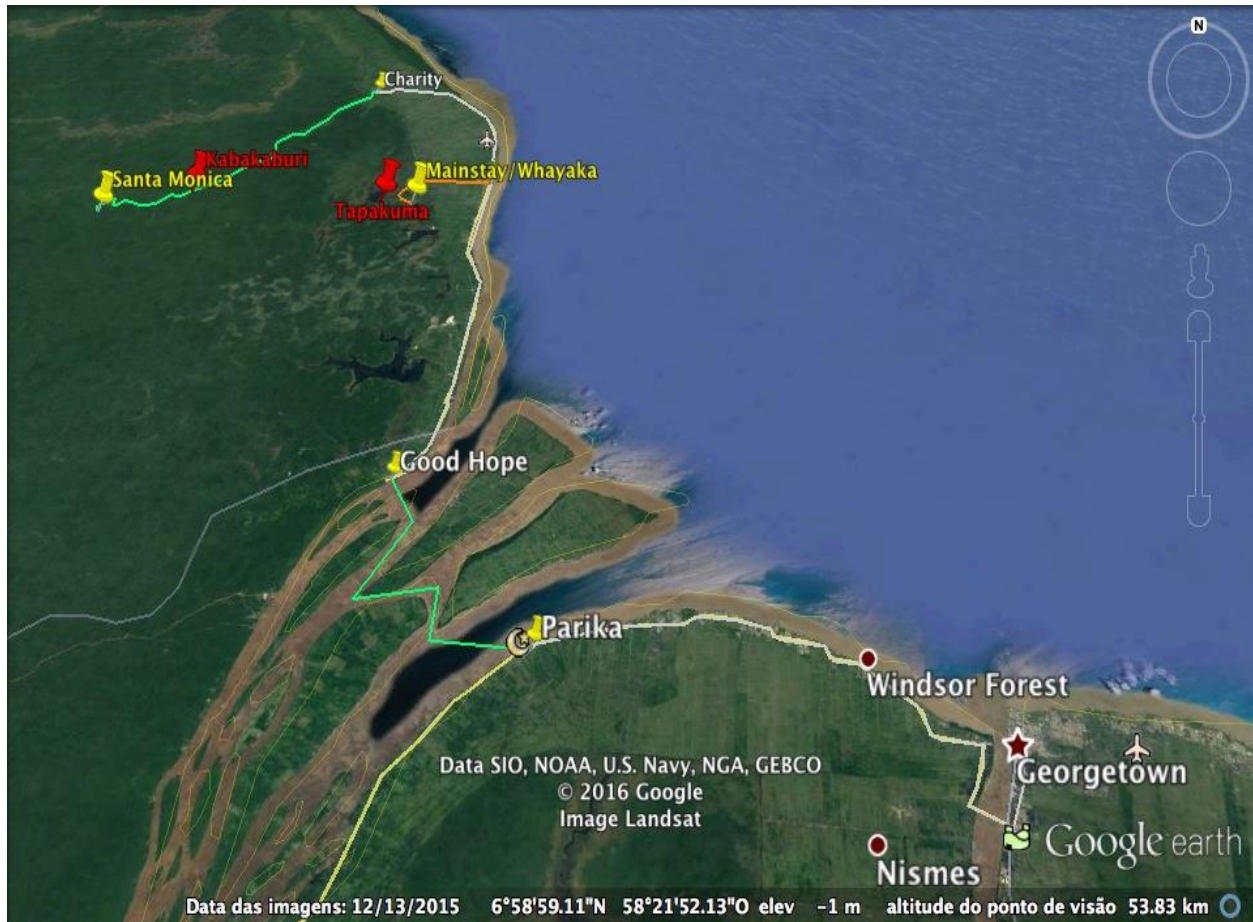 N
Charity
Kabakaburi
Santa Monica
Mainstay/Whayaka
Tapakuma
Good Hope
Parika
Windsor Forest
Georgetown
Nismes
Data SIO, NOAA, U.S. Navy, NGA, GEBCO
© 2016 Google
Image Landsat
Google earth
Data das imagens: 12/13/2015 6°58'59.11"N 58°21'52.13"O elev -1 m altitude do ponto de visão 53.83 km